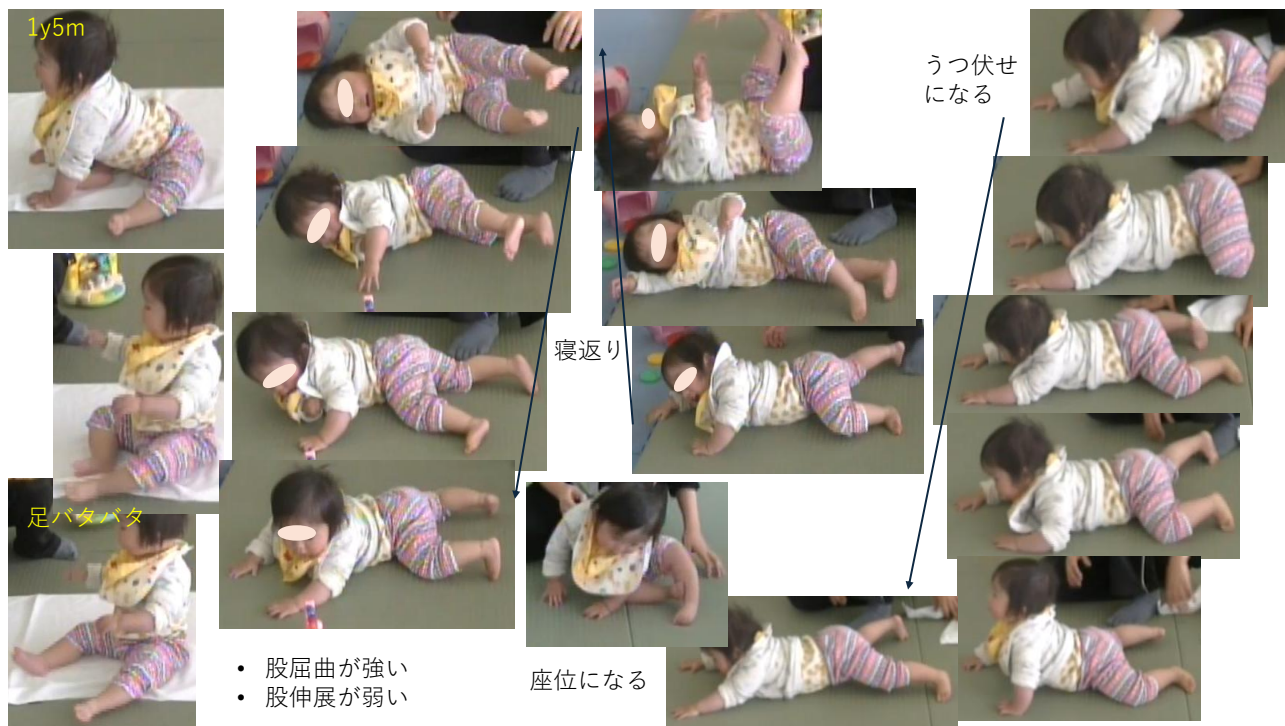 1y5m
足バタバタ
寝返り
うつ伏せ
になる
座位になる
• 股屈曲が強い
• 股伸展が弱い